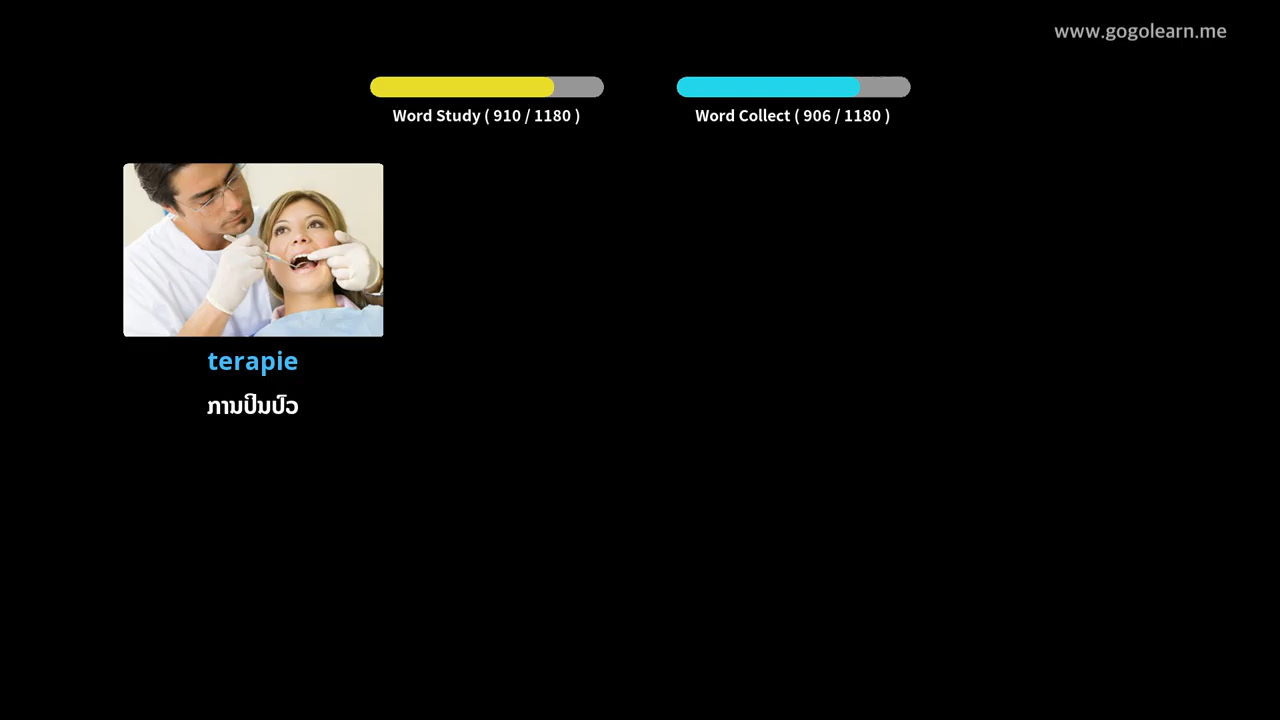 www.gogolearn.me
Word Study ( 910 / 1180 )
Word Collect ( 906 / 1180 )
terapie
ການປິ່ນປົວ